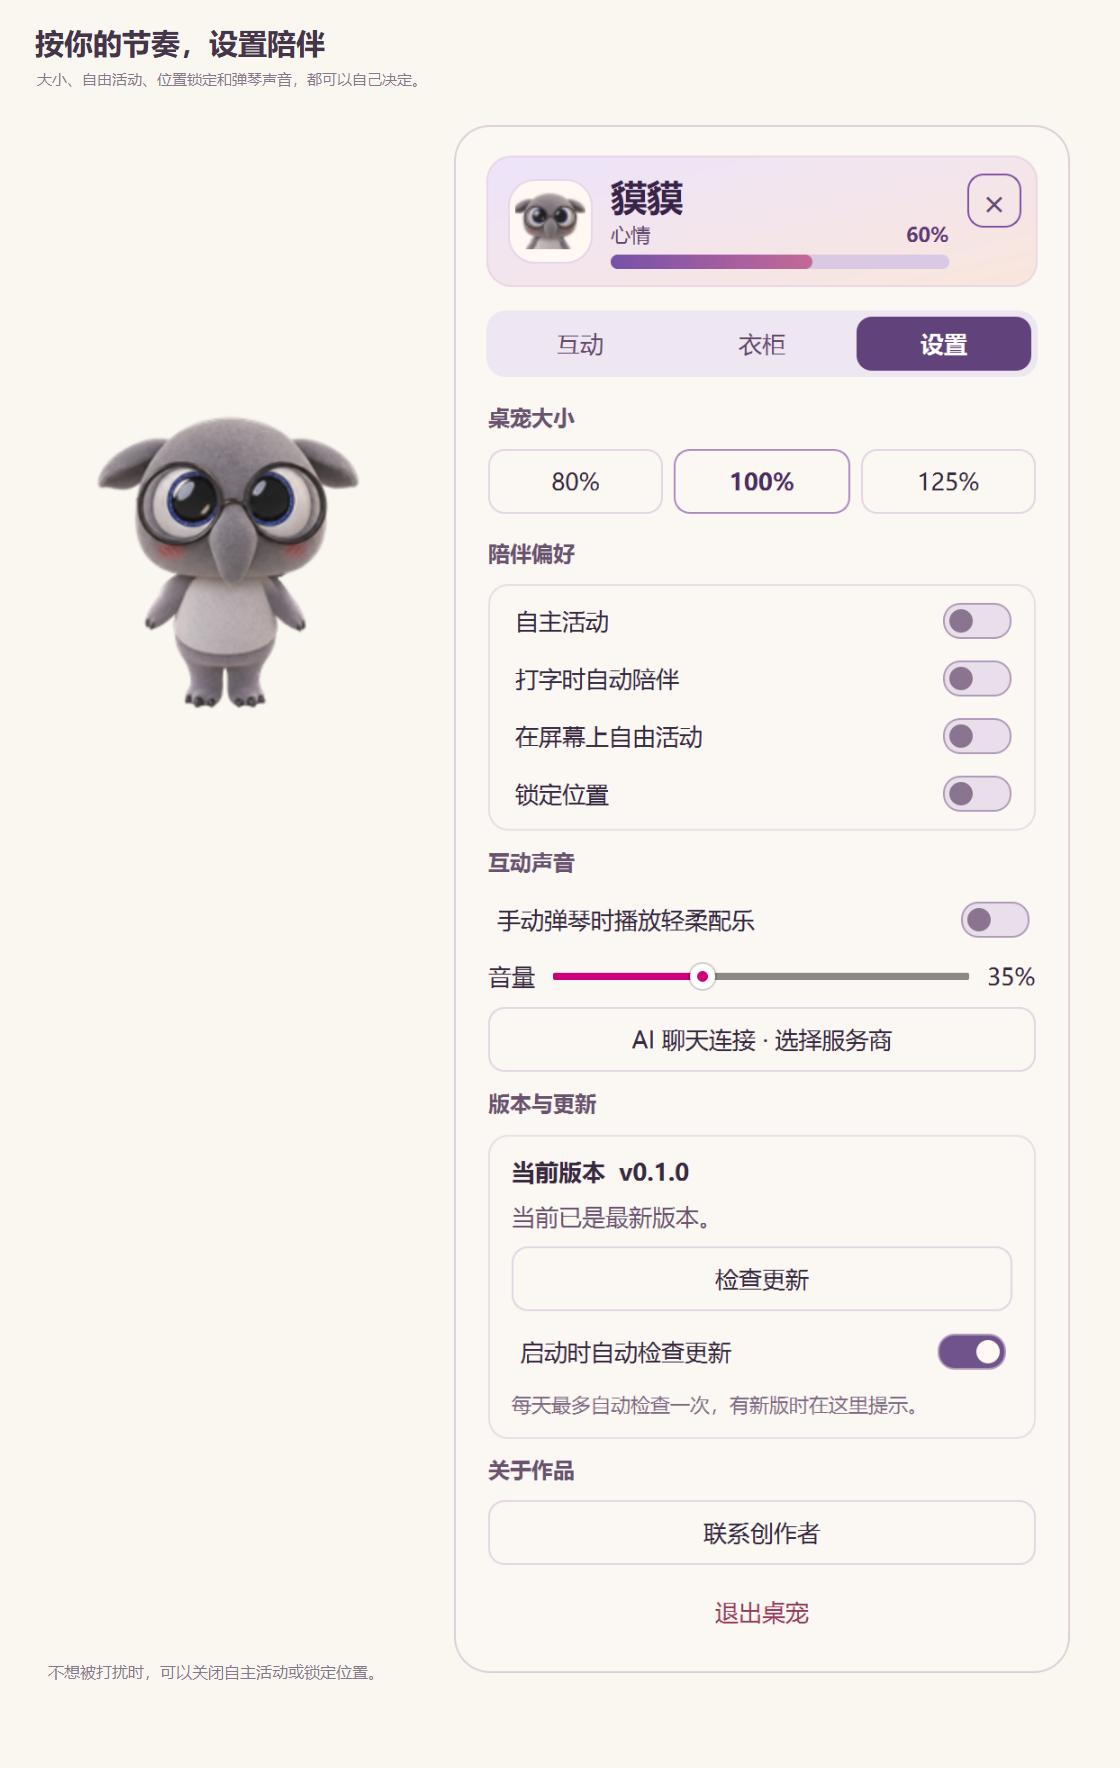 按你的节奏，设置陪伴
大小、自由活动、位置锁定和弹琴声音，都可以自己决定。
貘貘
心情 60%
互动 衣柜 设置
桌宠大小
80% 100% 125%
陪伴偏好
自主活动
打字时自动陪伴
在屏幕上自由活动
锁定位置
互动声音
手动弹琴时播放轻柔配乐
音量 35%
AI 聊天连接 · 选择服务商
版本与更新
当前版本 v0.1.0
当前已是最新版本。
检查更新
启动时自动检查更新
每天最多自动检查一次，有新版时在这里提示。
关于作品
联系创作者
退出桌宠
不想被打扰时，可以关闭自主活动或锁定位置。